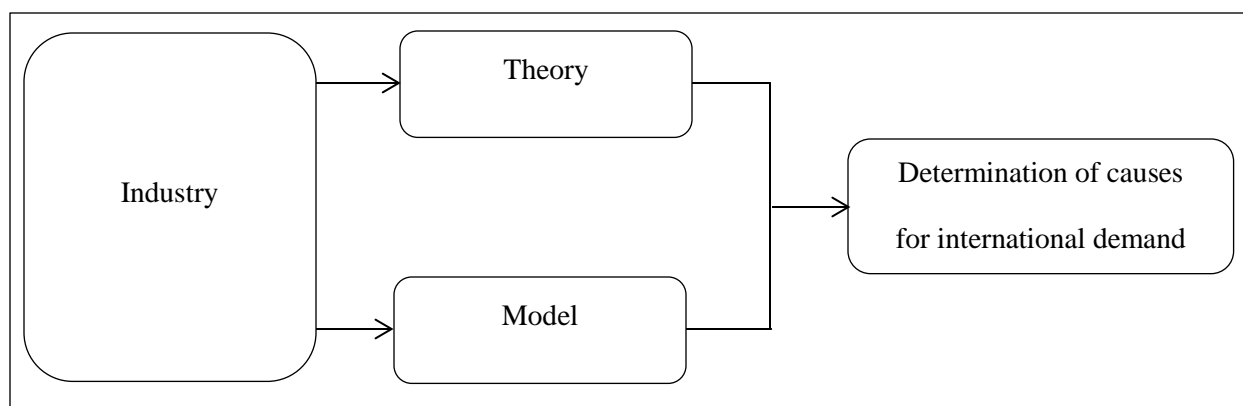 Industry
Theory
Model
Determination of causes
for international demand